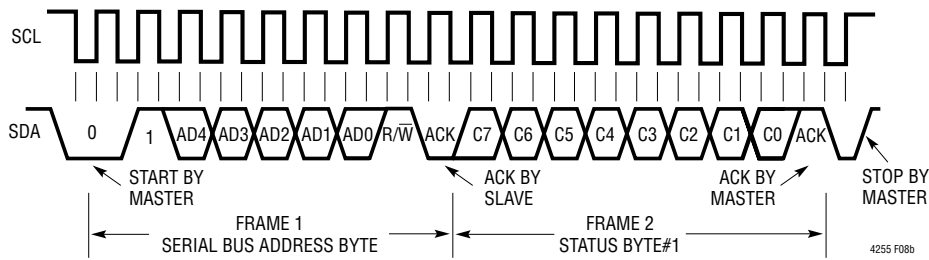 SCL
SDA 0 1 AD4 AD3 AD2 AD1 AD0 R/W̅ ACK C7 C6 C5 C4 C3 C2 C1 C0 ACK
START BY
MASTER
ACK BY
SLAVE
ACK BY
MASTER
STOP BY
MASTER
FRAME 1
SERIAL BUS ADDRESS BYTE
FRAME 2
STATUS BYTE#1
4255 F08b